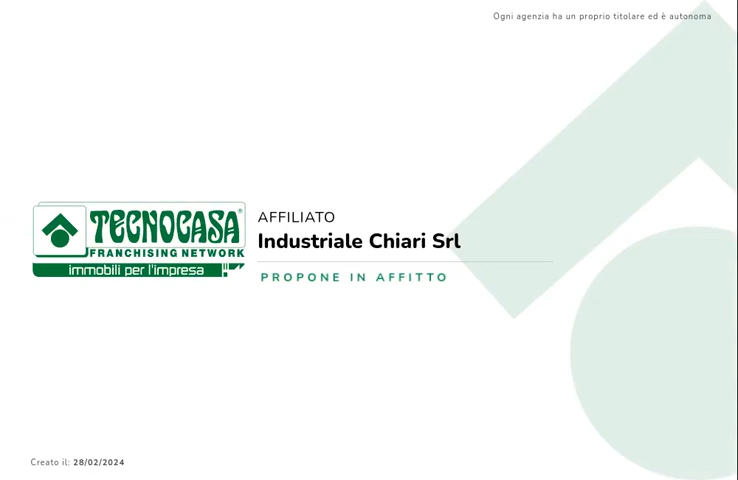 Ogni agenzia ha un proprio titolare ed è autonoma
TECNOCASA®
FRANCHISING NETWORK
immobili per l'impresa
AFFILIATO
Industriale Chiari Srl
PROPONE IN AFFITTO
Creato il: 28/02/2024